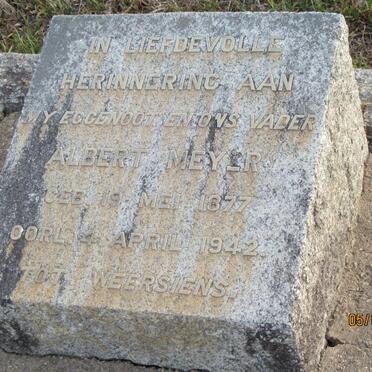 IN LIEFDEVOLLE
HERINNERING AAN
MY EGGENOOT EN ONS VADER
ALBERT MEYER
GEB. 19 MEI 1877
OORL. 2 APRIL 1942.
TOT WEERSIENS.
05/